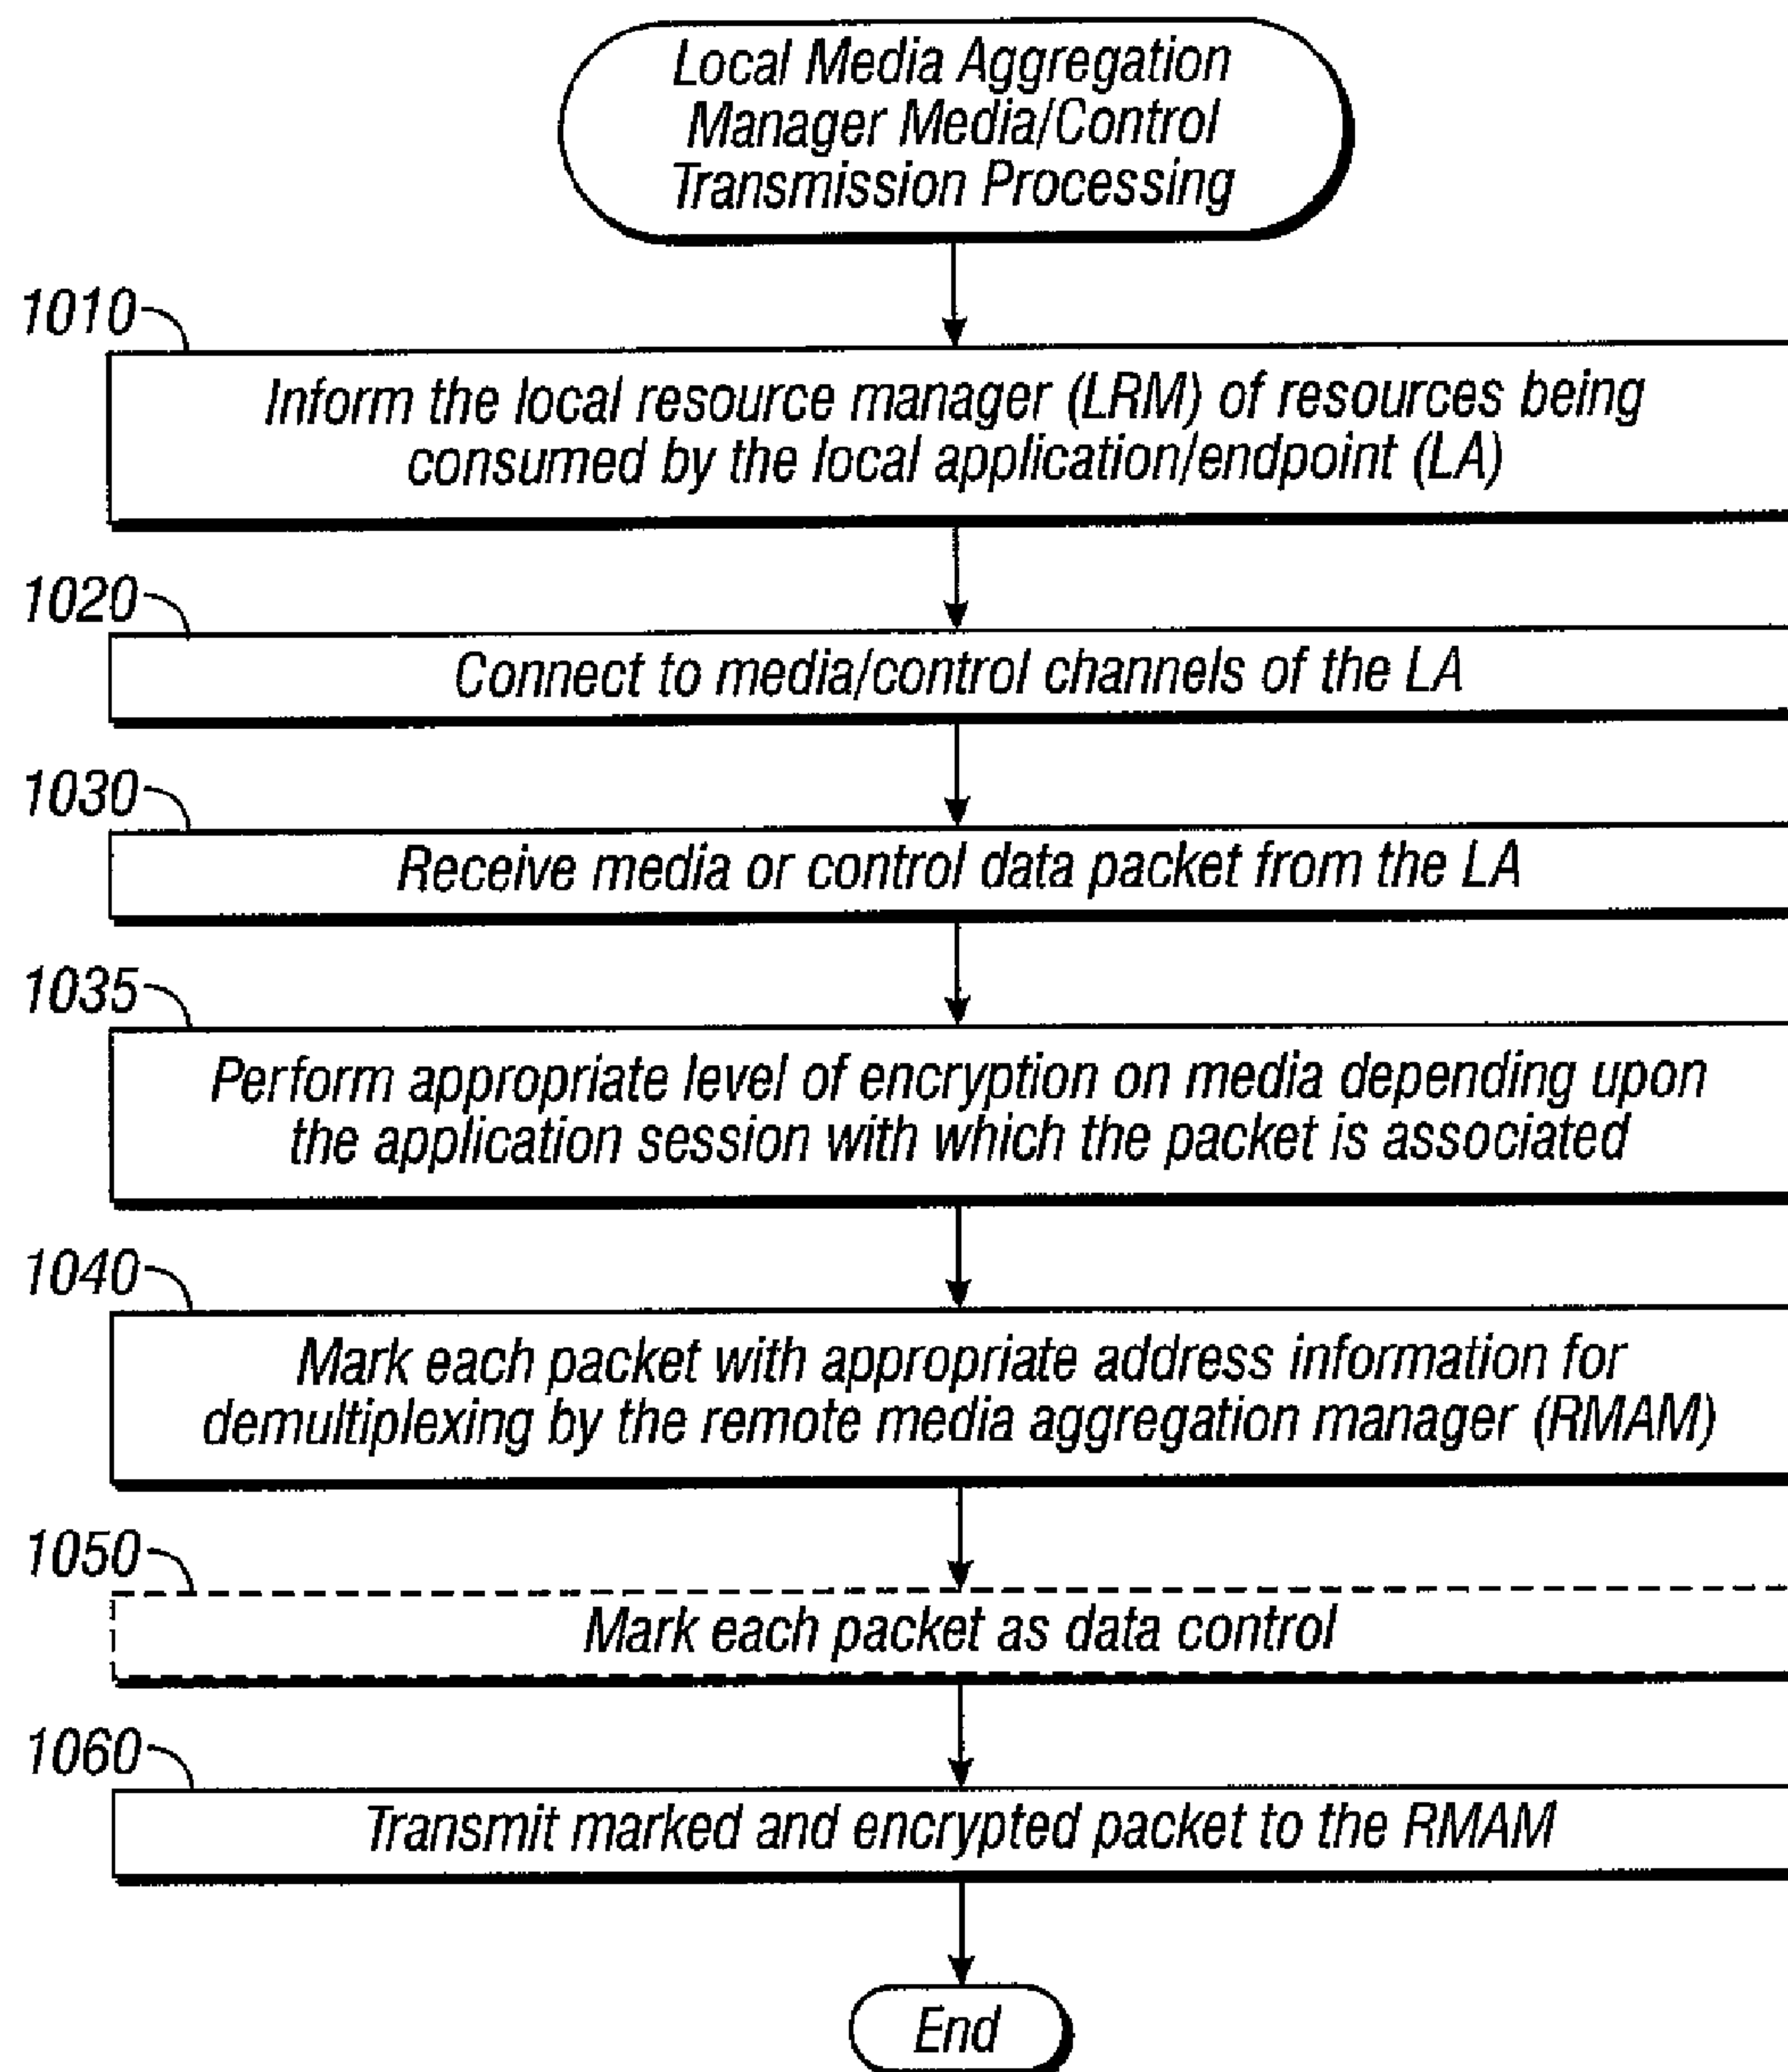 Local Media Aggregation
Manager Media/Control
Transmission Processing
1010
Inform the local resource manager (LRM) of resources being
consumed by the local application/endpoint (LA)
1020
Connect to media/control channels of the LA
1030
Receive media or control data packet from the LA
1035
Perform appropriate level of encryption on media depending upon
the application session with which the packet is associated
1040
Mark each packet with appropriate address information for
demultiplexing by the remote media aggregation manager (RMAM)
1050
Mark each packet as data control
1060
Transmit marked and encrypted packet to the RMAM
End